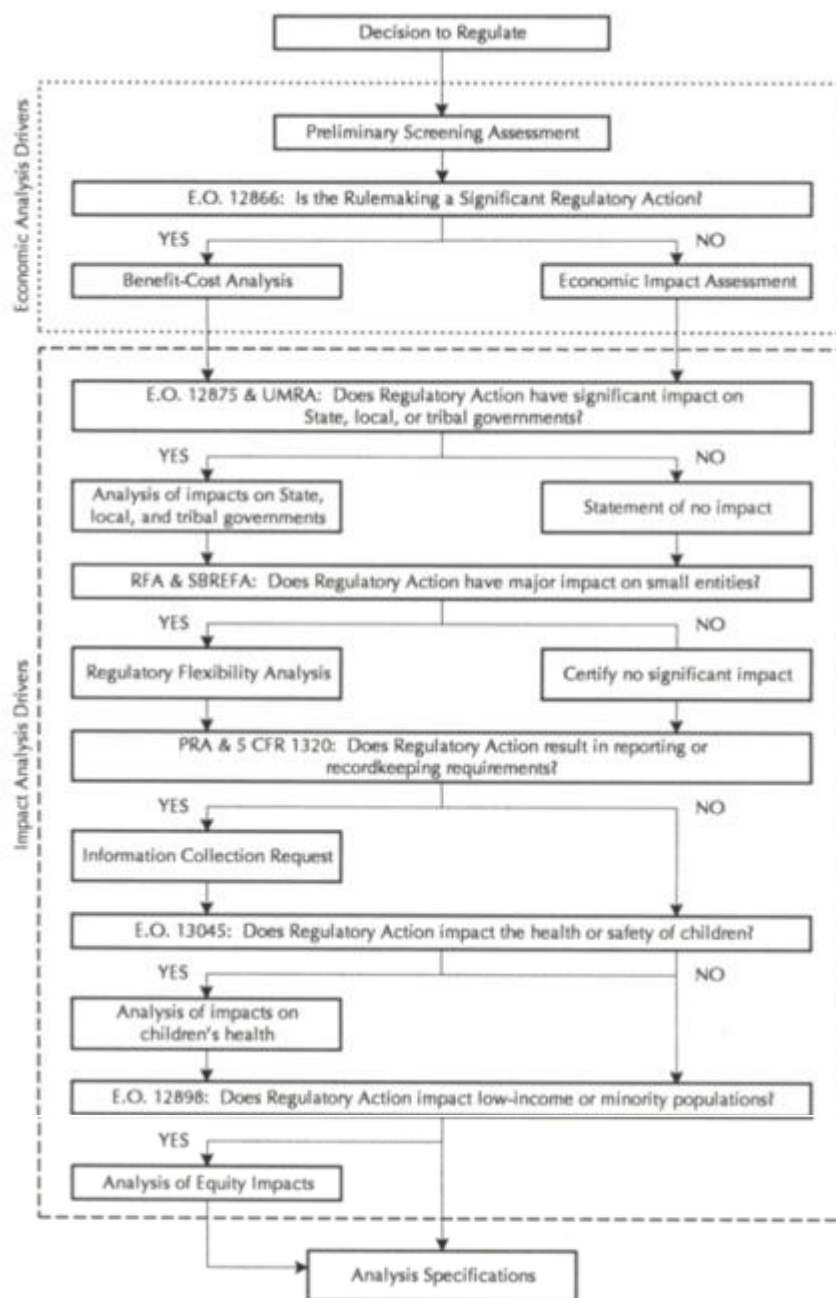 Decision to Regulate
Economic Analysis Drivers
Preliminary Screening Assessment
E.O. 12866: Is the Rulemaking a Significant Regulatory Action?
YES
NO
Benefit-Cost Analysis
Economic Impact Assessment
Impact Analysis Drivers
E.O. 12875 & UMRA: Does Regulatory Action have significant impact on
State, local, or tribal governments?
YES
NO
Analysis of impacts on State,
local, and tribal governments
Statement of no impact
RFA & SBREFA: Does Regulatory Action have major impact on small entities?
YES
NO
Regulatory Flexibility Analysis
Certify no significant impact
PRA & 5 CFR 1320: Does Regulatory Action result in reporting or
recordkeeping requirements?
YES
NO
Information Collection Request
E.O. 13045: Does Regulatory Action impact the health or safety of children?
YES
NO
Analysis of impacts on
children's health
E.O. 12898: Does Regulatory Action impact low-income or minority populations?
YES
Analysis of Equity Impacts
Analysis Specifications